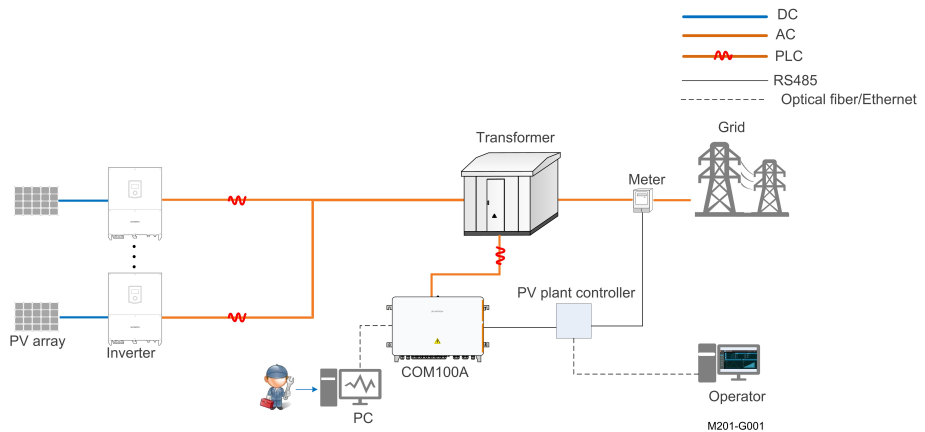 DC
AC
PLC
RS485
Optical fiber/Ethernet
Grid
Transformer
Meter
PV plant controller
PV array
Inverter
COM100A
PC
Operator
M201-G001